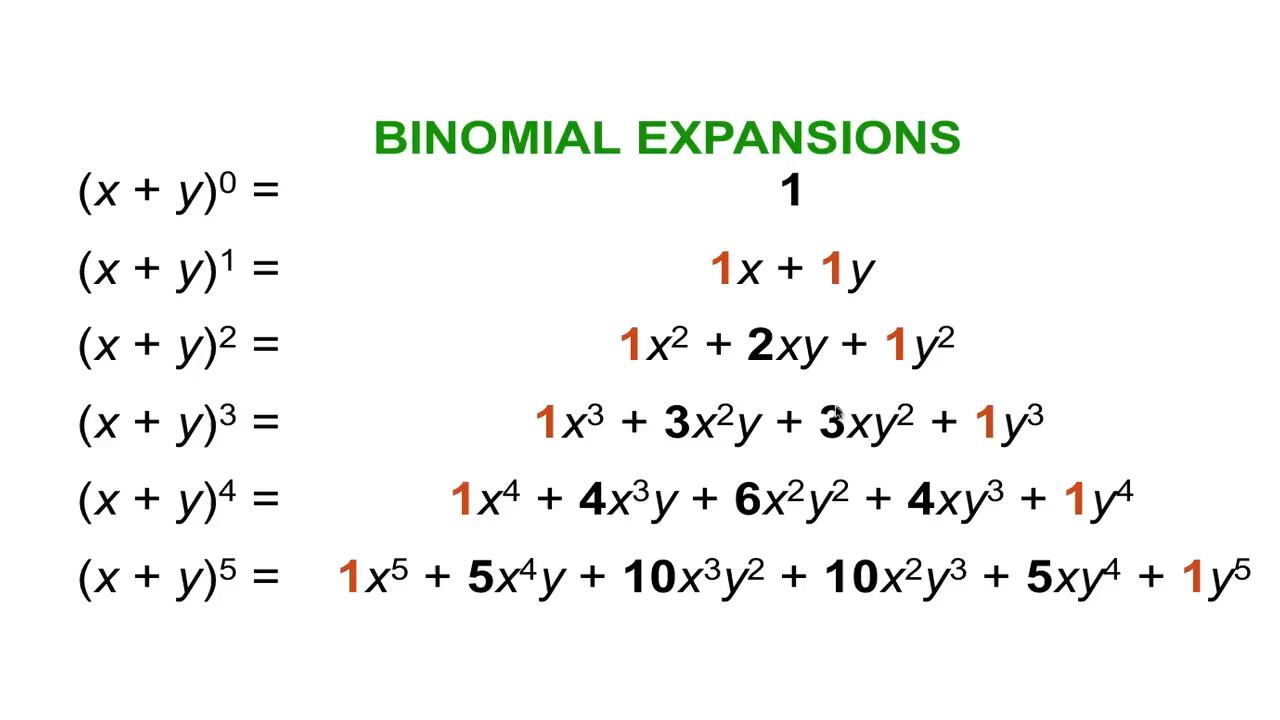 BINOMIAL EXPANSIONS
(x + y)⁰ = 1
(x + y)¹ = 1x + 1y
(x + y)² = 1x² + 2xy + 1y²
(x + y)³ = 1x³ + 3x²y + 3xy² + 1y³
(x + y)⁴ = 1x⁴ + 4x³y + 6x²y² + 4xy³ + 1y⁴
(x + y)⁵ = 1x⁵ + 5x⁴y + 10x³y² + 10x²y³ + 5xy⁴ + 1y⁵